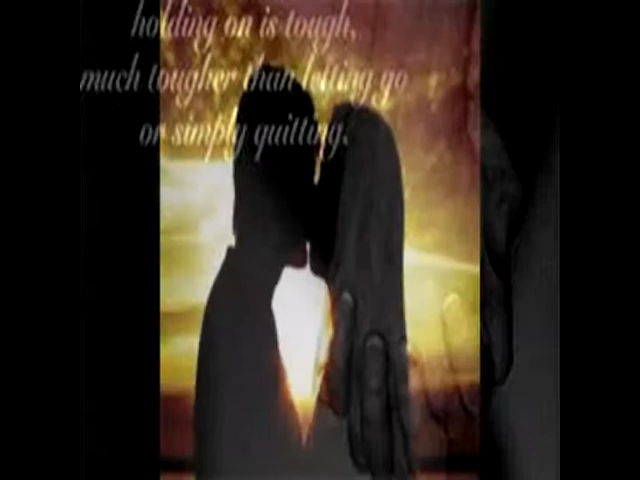 holding on is tough,
much tougher than letting go
or simply quitting.